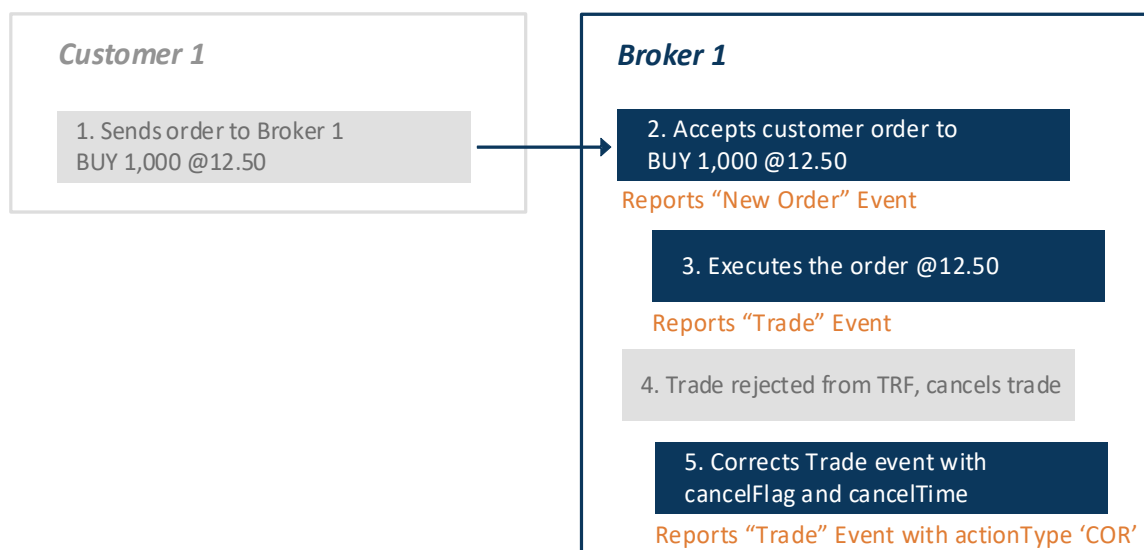 Customer 1
1. Sends order to Broker 1
BUY 1,000 @12.50
Broker 1
2. Accepts customer order to
BUY 1,000 @12.50
Reports “New Order” Event
3. Executes the order @12.50
Reports “Trade” Event
4. Trade rejected from TRF, cancels trade
5. Corrects Trade event with
cancelFlag and cancelTime
Reports “Trade” Event with actionType ‘COR’